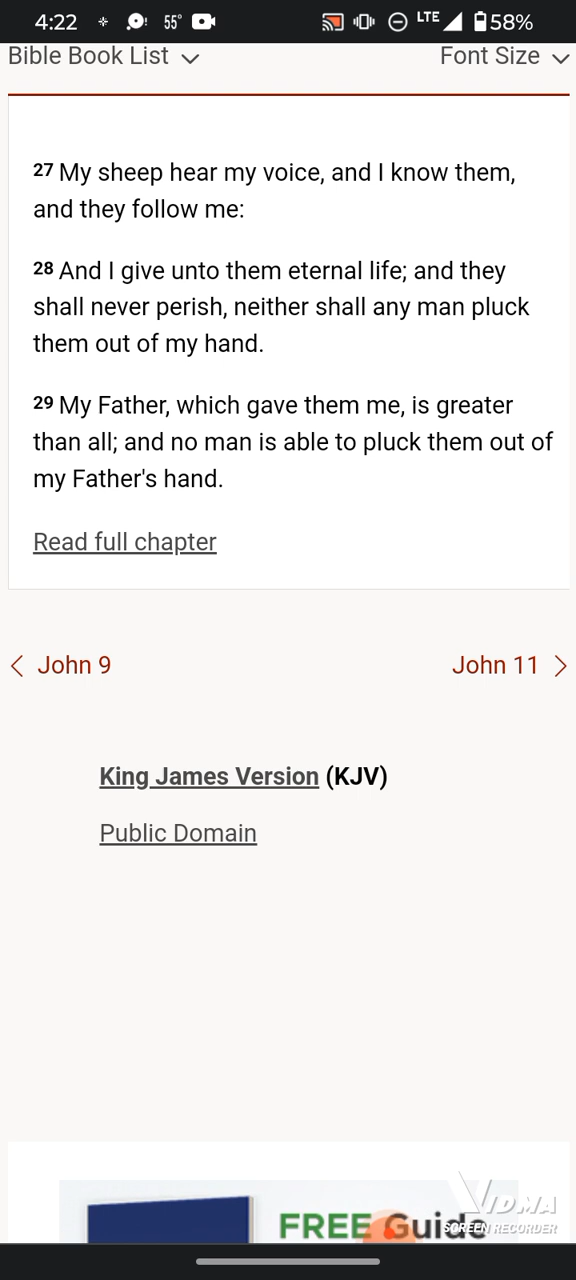 4:22 55° LTE 58%
Bible Book List Font Size
27 My sheep hear my voice, and I know them,
and they follow me:
28 And I give unto them eternal life; and they
shall never perish, neither shall any man pluck
them out of my hand.
29 My Father, which gave them me, is greater
than all; and no man is able to pluck them out of
my Father's hand.
Read full chapter
John 9 John 11
King James Version (KJV)
Public Domain
VIDMA
FREE Guide
SCREEN RECORDER